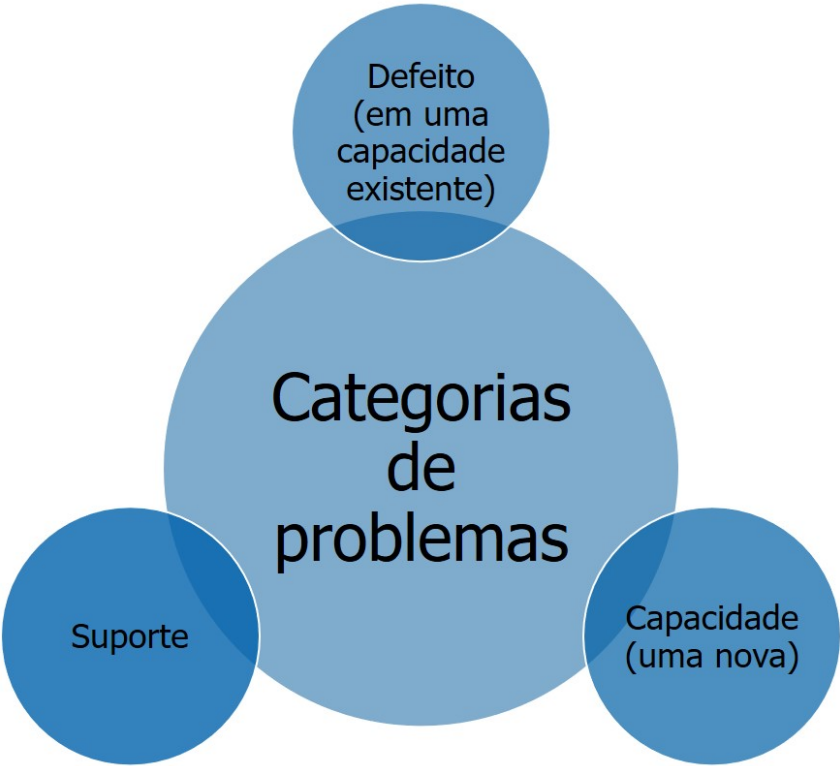 Defeito
(em uma
capacidade
existente)
Categorias
de
problemas
Suporte
Capacidade
(uma nova)